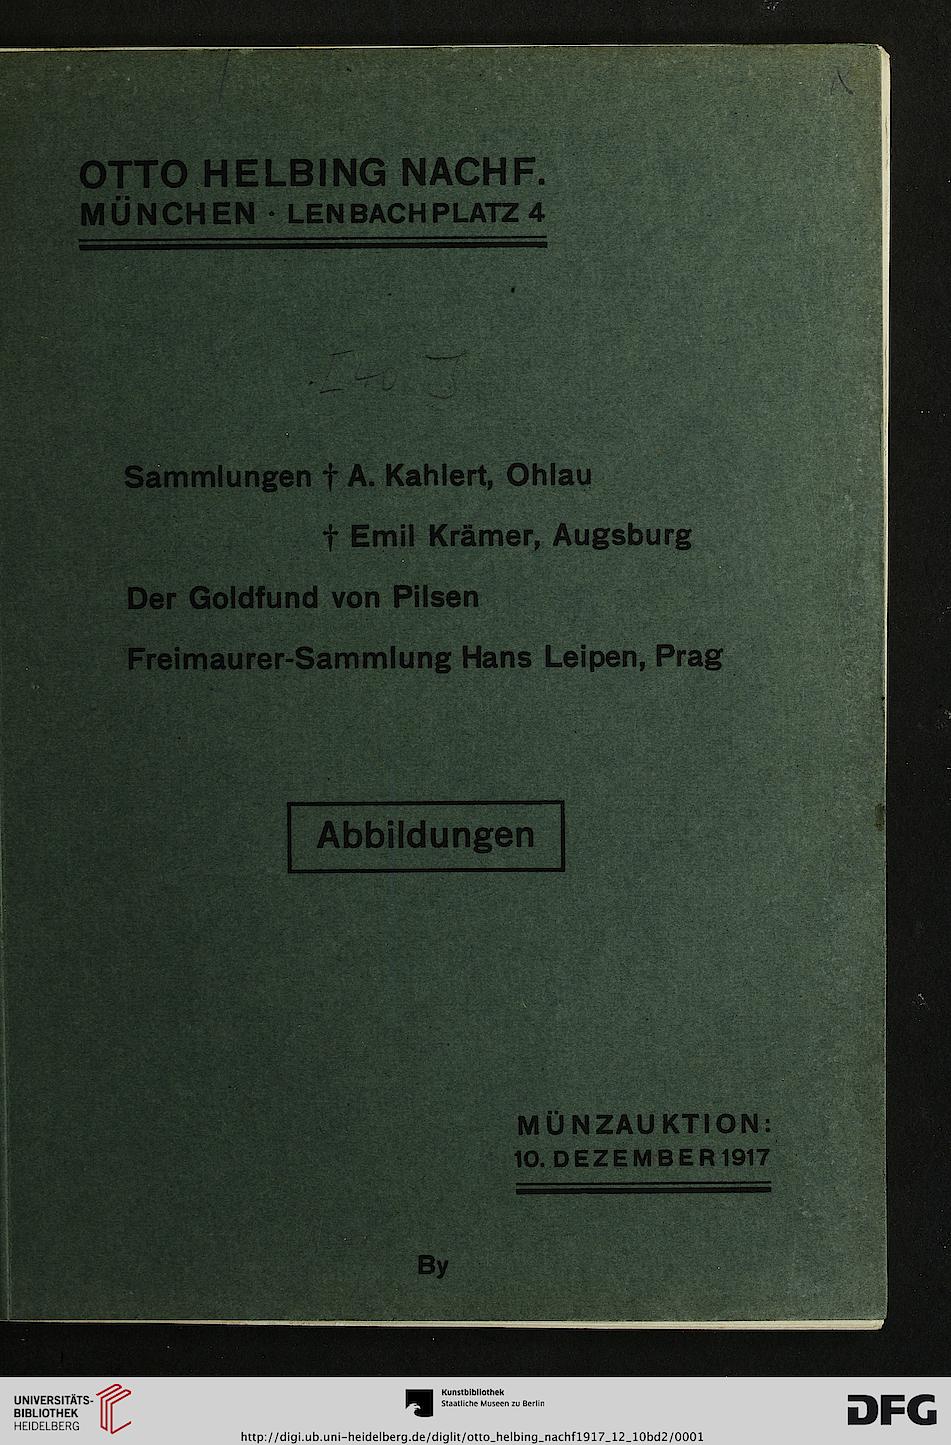 OTTO HELBING NACHF.
MÜNCHEN · LENBACHPLATZ 4
Sammlungen † A. Kahlert, Ohlau
† Emil Krämer, Augsburg
Der Goldfund von Pilsen
Freimaurer-Sammlung Hans Leipen, Prag
Abbildungen
MÜNZAUKTION:
10. DEZEMBER 1917
By
UNIVERSITÄTS-
BIBLIOTHEK
HEIDELBERG
Kunstbibliothek
Staatliche Museen zu Berlin
DFG
http://digi.ub.uni-heidelberg.de/diglit/otto_helbing_nachf1917_12_10bd2/0001